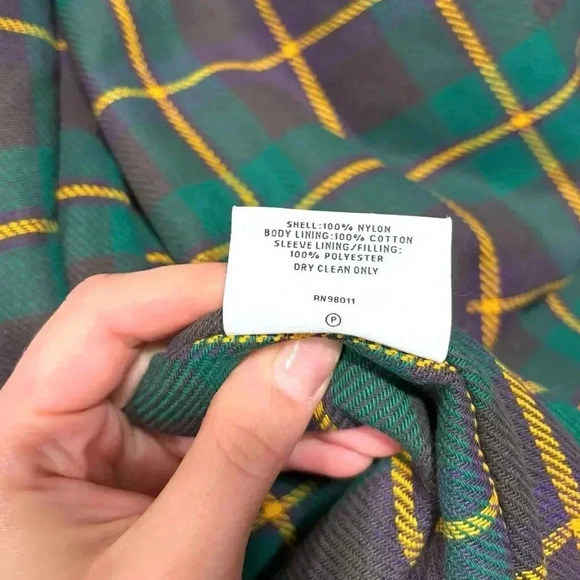 SHELL:100% NYLON
BODY LINING:100% COTTON
SLEEVE LINING/FILLING:
100% POLYESTER
DRY CLEAN ONLY
RN98011
P